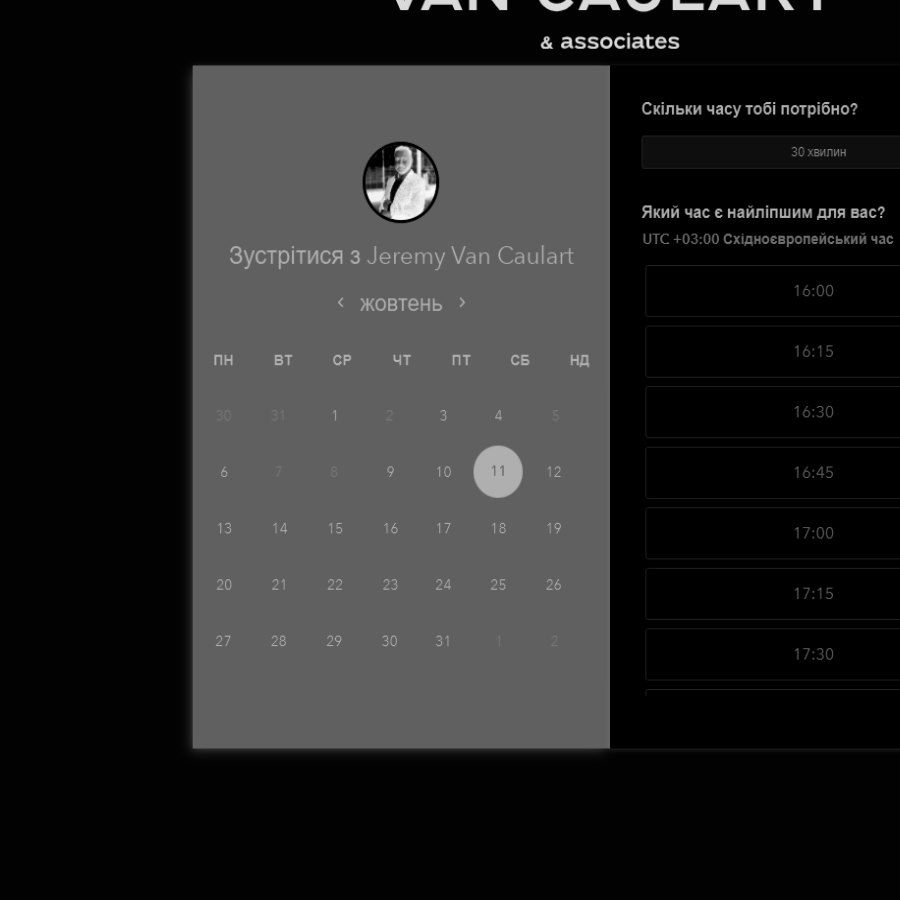 VAN CAULART
& associates
Зустрітися з Jeremy Van Caulart
‹ жовтень ›
ПН ВТ СР ЧТ ПТ СБ НД
30 31 1 2 3 4 5
6 7 8 9 10 11 12
13 14 15 16 17 18 19
20 21 22 23 24 25 26
27 28 29 30 31 1 2
Скільки часу тобі потрібно?
30 хвилин
Який час є найліпшим для вас?
UTC +03:00 Східноєвропейський час
16:00
16:15
16:30
16:45
17:00
17:15
17:30